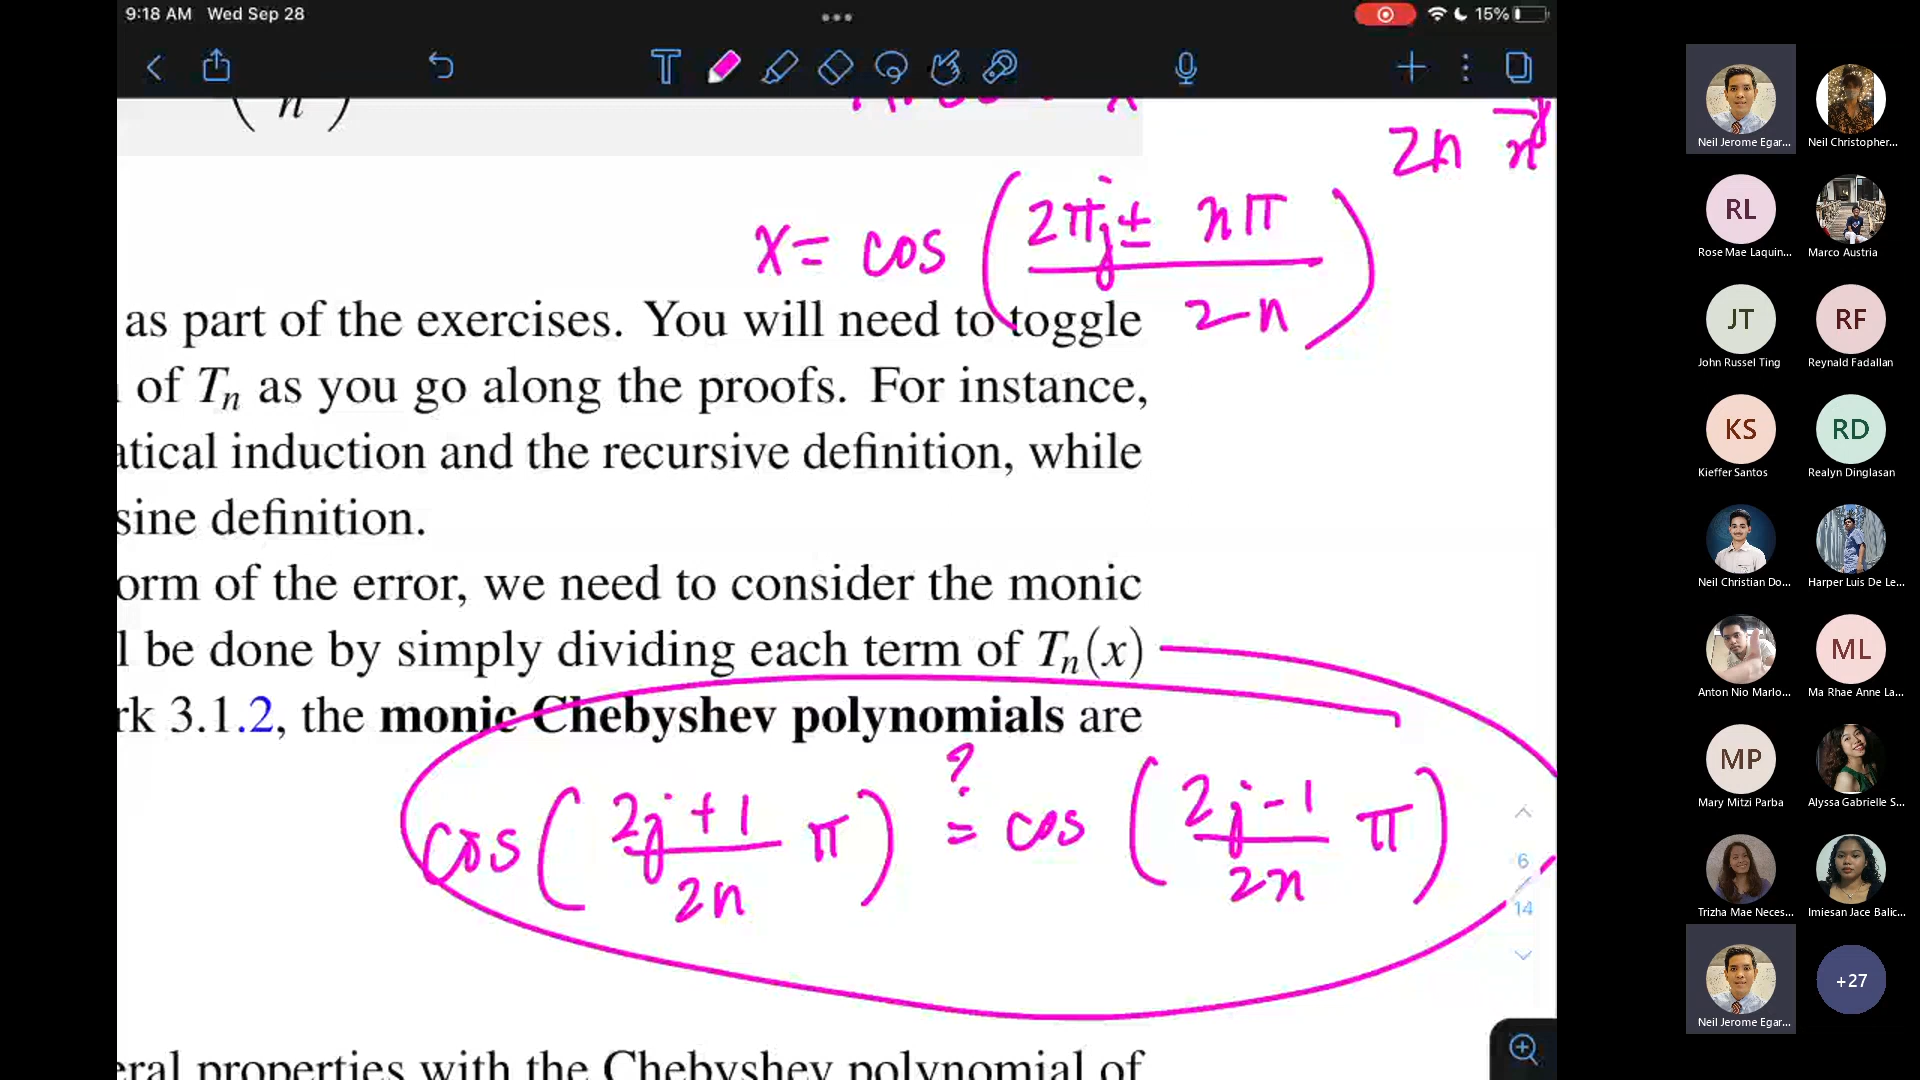 9:18 AM Wed Sep 28
15%
n
x
2n
x = cos ( 2πj ± nπ / 2n )
as part of the exercises. You will need to toggle
of Tn as you go along the proofs. For instance,
atical induction and the recursive definition, while
sine definition.
orm of the error, we need to consider the monic
l be done by simply dividing each term of Tn(x)
rk 3.1.2, the monic Chebyshev polynomials are
cos ( 2j+1 / 2n π ) ?= cos ( 2j-1 / 2n π )
6
14
eral properties with the Chebyshev polynomial of
Neil Jerome Egar...
Neil Christopher...
RL
Rose Mae Laquin...
Marco Austria
JT
John Russel Ting
RF
Reynald Fadallan
KS
Kieffer Santos
RD
Realyn Dinglasan
Neil Christian Do...
Harper Luis De Le...
Anton Nio Marlo...
ML
Ma Rhae Anne La...
MP
Mary Mitzi Parba
Alyssa Gabrielle S...
Trizha Mae Neces...
Imiesan Jace Balic...
Neil Jerome Egar...
+27